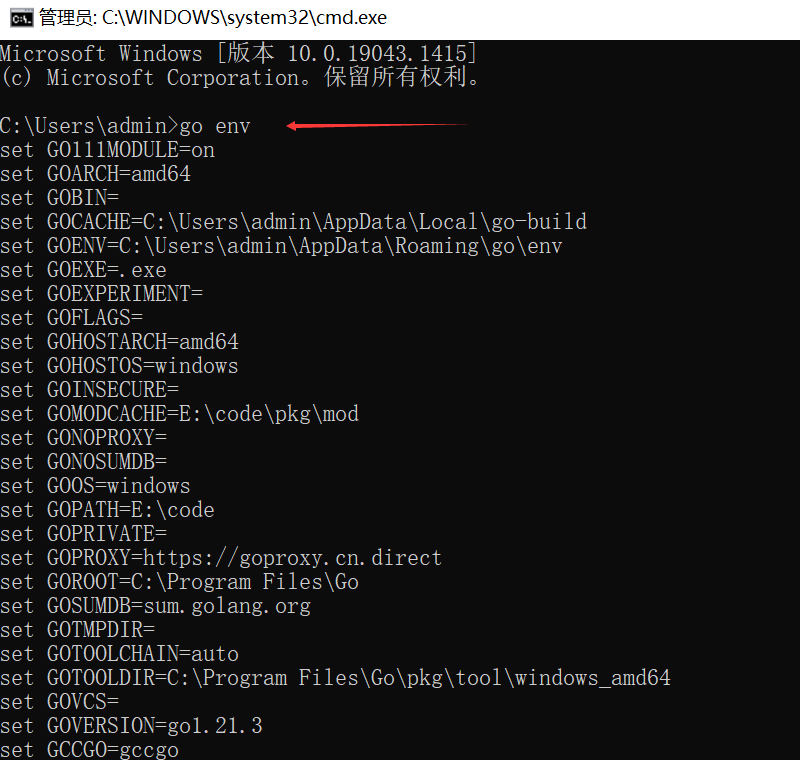 管理员: C:\WINDOWS\system32\cmd.exe
Microsoft Windows [版本 10.0.19043.1415]
(c) Microsoft Corporation。保留所有权利。
C:\Users\admin>go env
set GO111MODULE=on
set GOARCH=amd64
set GOBIN=
set GOCACHE=C:\Users\admin\AppData\Local\go-build
set GOENV=C:\Users\admin\AppData\Roaming\go\env
set GOEXE=.exe
set GOEXPERIMENT=
set GOFLAGS=
set GOHOSTARCH=amd64
set GOHOSTOS=windows
set GOINSECURE=
set GOMODCACHE=E:\code\pkg\mod
set GONOPROXY=
set GONOSUMDB=
set GOOS=windows
set GOPATH=E:\code
set GOPRIVATE=
set GOPROXY=https://goproxy.cn.direct
set GOROOT=C:\Program Files\Go
set GOSUMDB=sum.golang.org
set GOTMPDIR=
set GOTOOLCHAIN=auto
set GOTOOLDIR=C:\Program Files\Go\pkg\tool\windows_amd64
set GOVCS=
set GOVERSION=go1.21.3
set GCCGO=gccgo